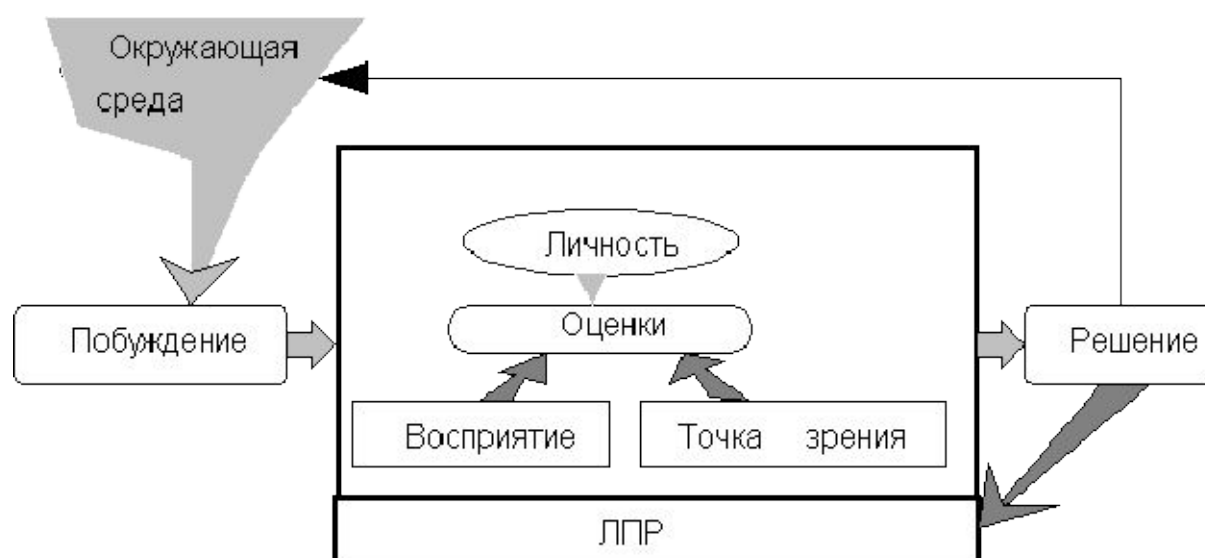 Окружающая
среда
Личность
Побуждение
Оценки
Решение
Восприятие
Точка зрения
ЛПР